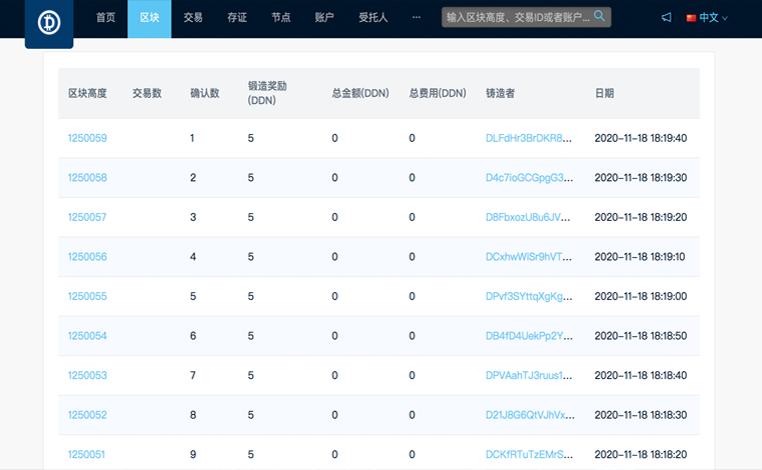 首页 区块 交易 存证 节点 账户 受托人 ··· 输入区块高度、交易ID或者账户... 中文
区块高度 交易数 确认数 锻造奖励(DDN) 总金额(DDN) 总费用(DDN) 铸造者 日期
1250059 1 5 0 0 DLFdHr3BrDKR8... 2020-11-18 18:19:40
1250058 2 5 0 0 D4c7ioGCGpgG3... 2020-11-18 18:19:30
1250057 3 5 0 0 D8FbxozU8u6JV... 2020-11-18 18:19:20
1250056 4 5 0 0 DCxhwWiSr9hVT... 2020-11-18 18:19:10
1250055 5 5 0 0 DPvf3SYttqXgKg... 2020-11-18 18:19:00
1250054 6 5 0 0 DB4fD4UekPp2Y... 2020-11-18 18:18:50
1250053 7 5 0 0 DPVAahTJ3ruus1... 2020-11-18 18:18:40
1250052 8 5 0 0 D21J8G6QtVJhVx... 2020-11-18 18:18:30
1250051 9 5 0 0 DCKfRTuTzEMrS... 2020-11-18 18:18:20